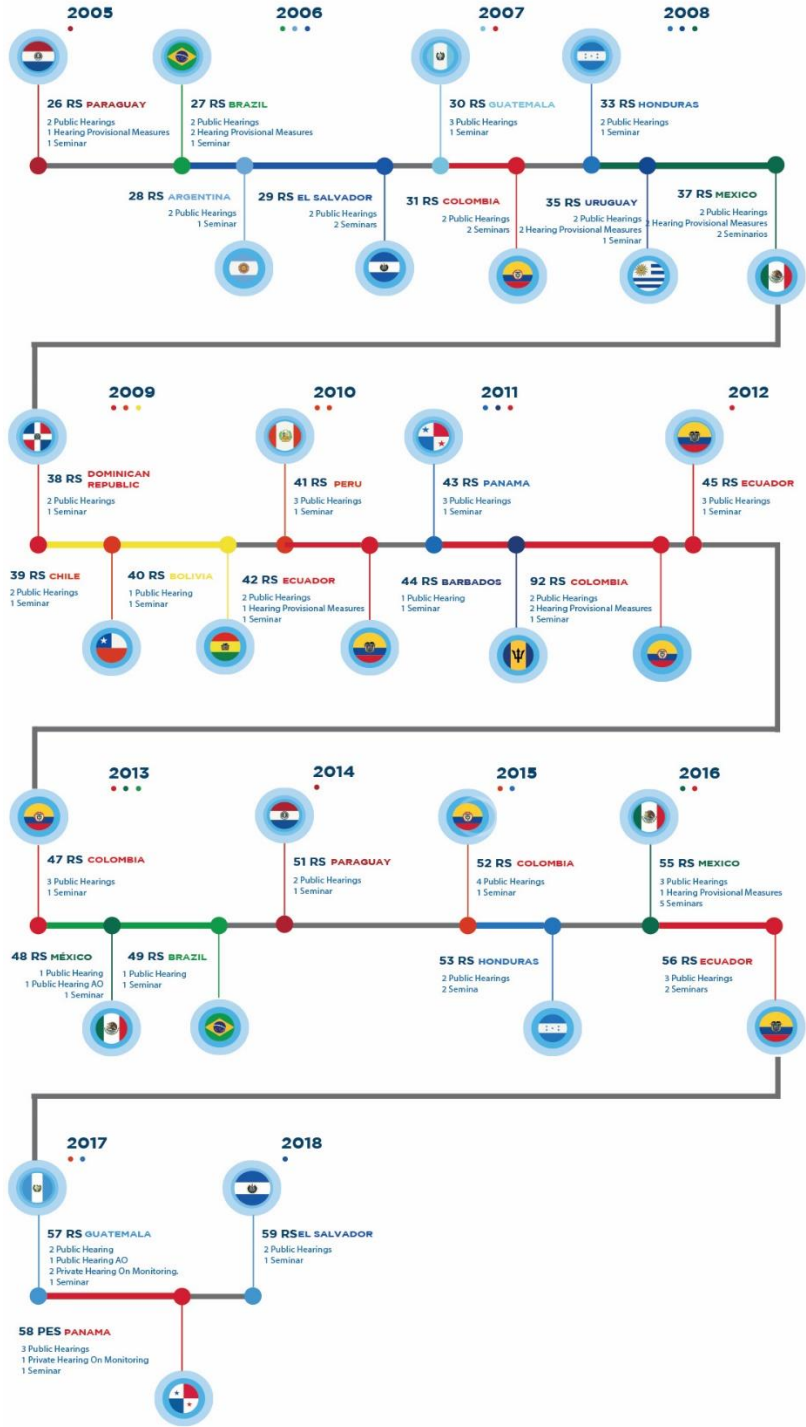 2005
26 RS PARAGUAY
2 Public Hearings
1 Hearing Provisional Measures
1 Seminar
2006
27 RS BRAZIL
2 Public Hearings
2 Hearing Provisional Measures
1 Seminar
28 RS ARGENTINA
2 Public Hearings
1 Seminar
29 RS EL SALVADOR
2 Public Hearings
2 Seminars
2007
30 RS GUATEMALA
3 Public Hearings
1 Seminar
31 RS COLOMBIA
2 Public Hearings
2 Seminars
2008
33 RS HONDURAS
2 Public Hearings
1 Seminar
35 RS URUGUAY
2 Public Hearings
2 Hearing Provisional Measures
1 Seminar
37 RS MEXICO
2 Public Hearings
2 Hearing Provisional Measures
2 Seminarios
2009
38 RS DOMINICAN
REPUBLIC
2 Public Hearings
1 Seminar
39 RS CHILE
2 Public Hearings
1 Seminar
40 RS BOLIVIA
1 Public Hearing
1 Seminar
2010
41 RS PERU
3 Public Hearings
1 Seminar
42 RS ECUADOR
2 Public Hearings
1 Hearing Provisional Measures
1 Seminar
2011
43 RS PANAMA
3 Public Hearings
1 Seminar
44 RS BARBADOS
1 Public Hearing
1 Seminar
92 RS COLOMBIA
2 Public Hearings
2 Hearing Provisional Measures
1 Seminar
2012
45 RS ECUADOR
3 Public Hearings
1 Seminar
2013
47 RS COLOMBIA
3 Public Hearings
1 Seminar
48 RS MÉXICO
1 Public Hearing
1 Public Hearing AO
1 Seminar
49 RS BRAZIL
1 Public Hearing
1 Seminar
2014
51 RS PARAGUAY
2 Public Hearings
1 Seminar
2015
52 RS COLOMBIA
4 Public Hearings
1 Seminar
53 RS HONDURAS
2 Public Hearings
2 Semina
2016
55 RS MEXICO
3 Public Hearings
1 Hearing Provisional Measures
5 Seminars
56 RS ECUADOR
3 Public Hearings
2 Seminars
2017
57 RS GUATEMALA
2 Public Hearing
1 Public Hearing AO
2 Private Hearing On Monitoring.
1 Seminar
58 PES PANAMA
3 Public Hearings
1 Private Hearing On Monitoring
1 Seminar
2018
59 RSEL SALVADOR
2 Public Hearings
1 Seminar